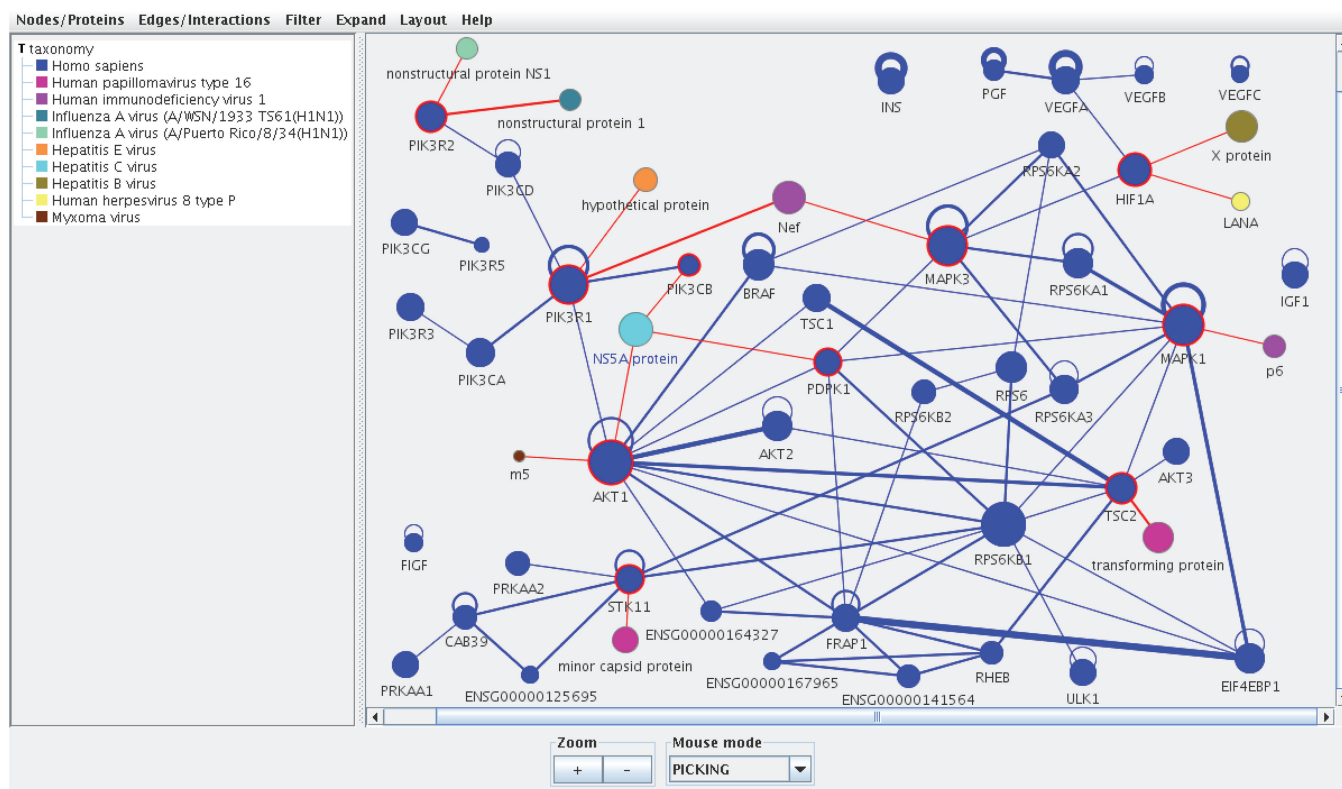 Nodes/Proteins Edges/Interactions Filter Expand Layout Help
T taxonomy
Homo sapiens
Human papillomavirus type 16
Human immunodeficiency virus 1
Influenza A virus (A/WSN/1933 TS61(H1N1))
Influenza A virus (A/Puerto Rico/8/34(H1N1))
Hepatitis E virus
Hepatitis C virus
Hepatitis B virus
Human herpesvirus 8 type P
Myxoma virus
nonstructural protein NS1
nonstructural protein 1
PIK3R2
PIK3CD
INS
PGF
VEGFA
VEGFB
VEGFC
X protein
RPS6KA2
HIF1A
LANA
hypothetical protein
Nef
PIK3CG
PIK3R5
PIK3R1
PIK3CB
BRAF
MAPK3
RPS6KA1
IGF1
PIK3R3
PIK3CA
NS5A protein
TSC1
MAPK1
p6
PDPK1
RPS6KB2
RPS6
RPS6KA3
AKT2
m5
AKT1
AKT3
TSC2
RPS6KB1
transforming protein
FIGF
PRKAA2
STK11
CAB39
minor capsid protein
ENSG00000164327
FRAP1
PRKAA1
ENSG00000125695
ENSG00000167965
RHEB
ENSG00000141564
ULK1
EIF4EBP1
Zoom
+ -
Mouse mode
PICKING